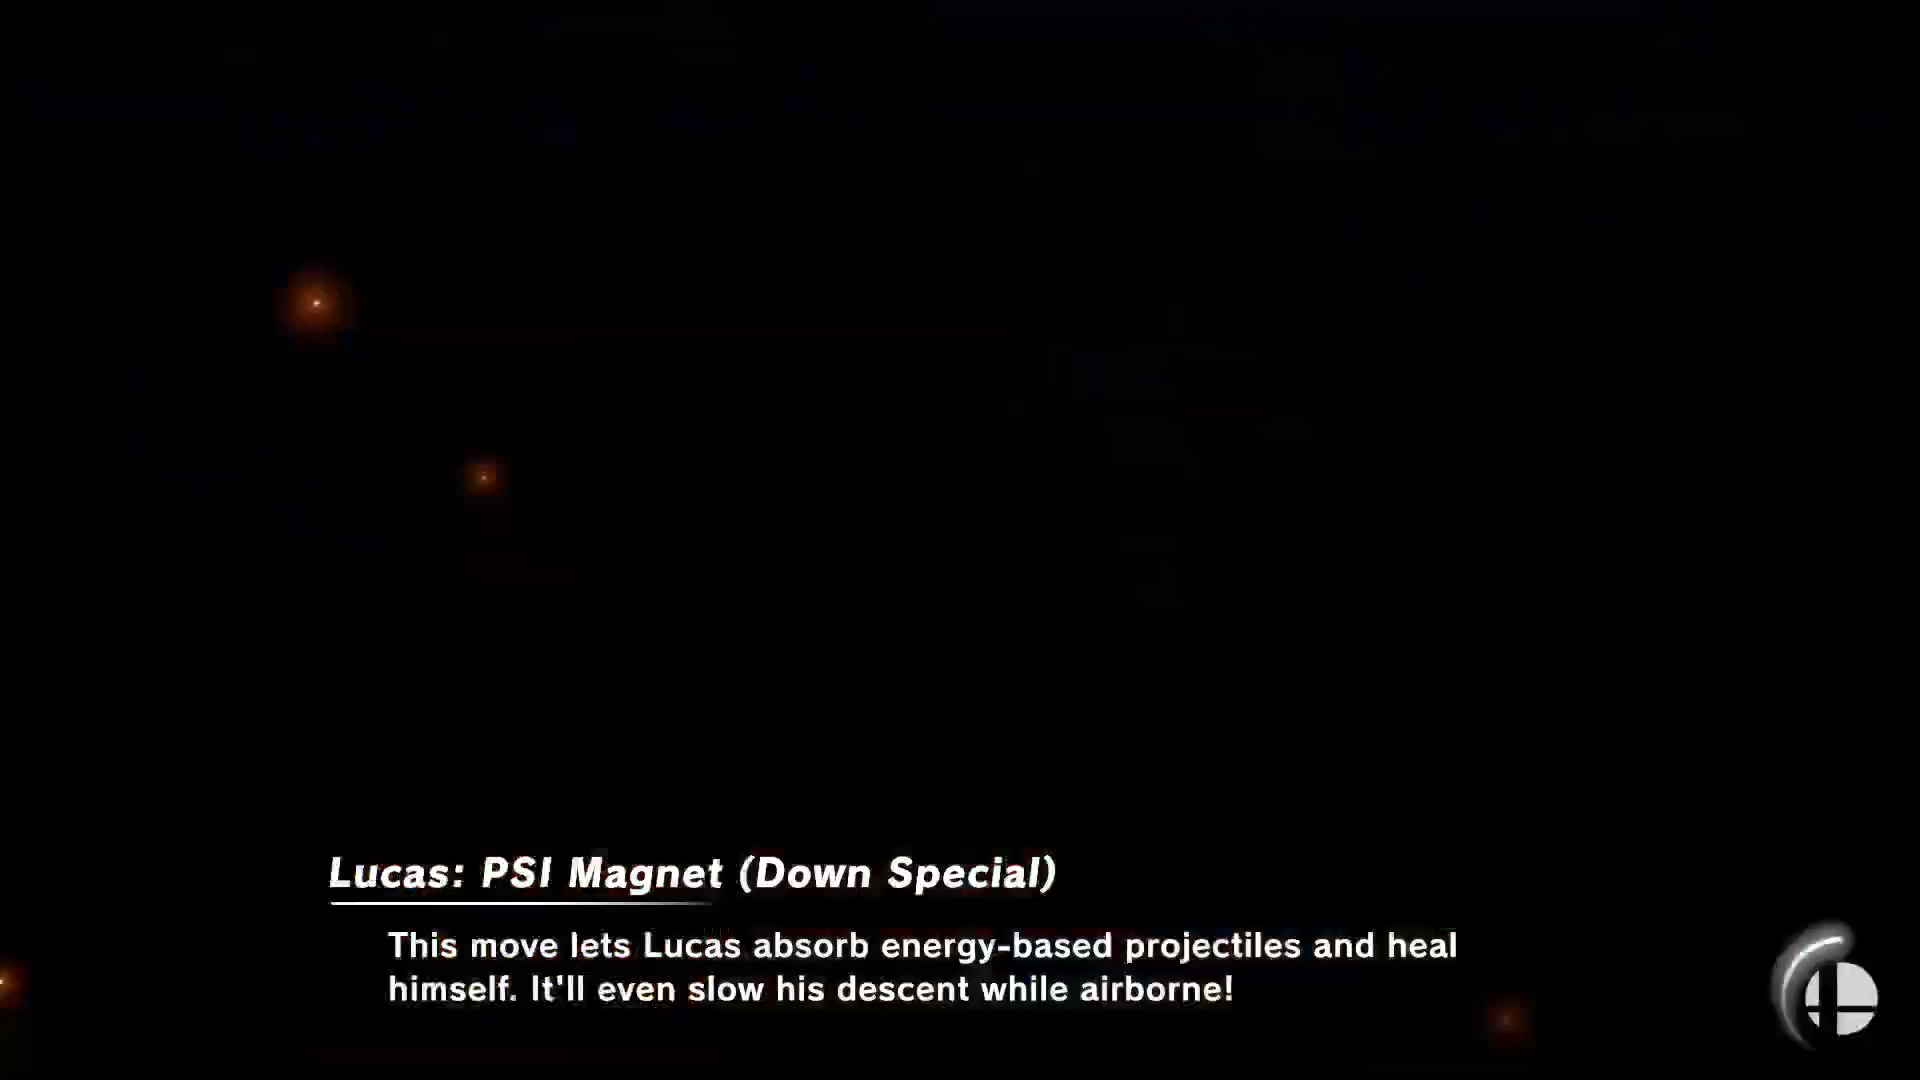 Lucas: PSI Magnet (Down Special)
This move lets Lucas absorb energy-based projectiles and heal
himself. It'll even slow his descent while airborne!